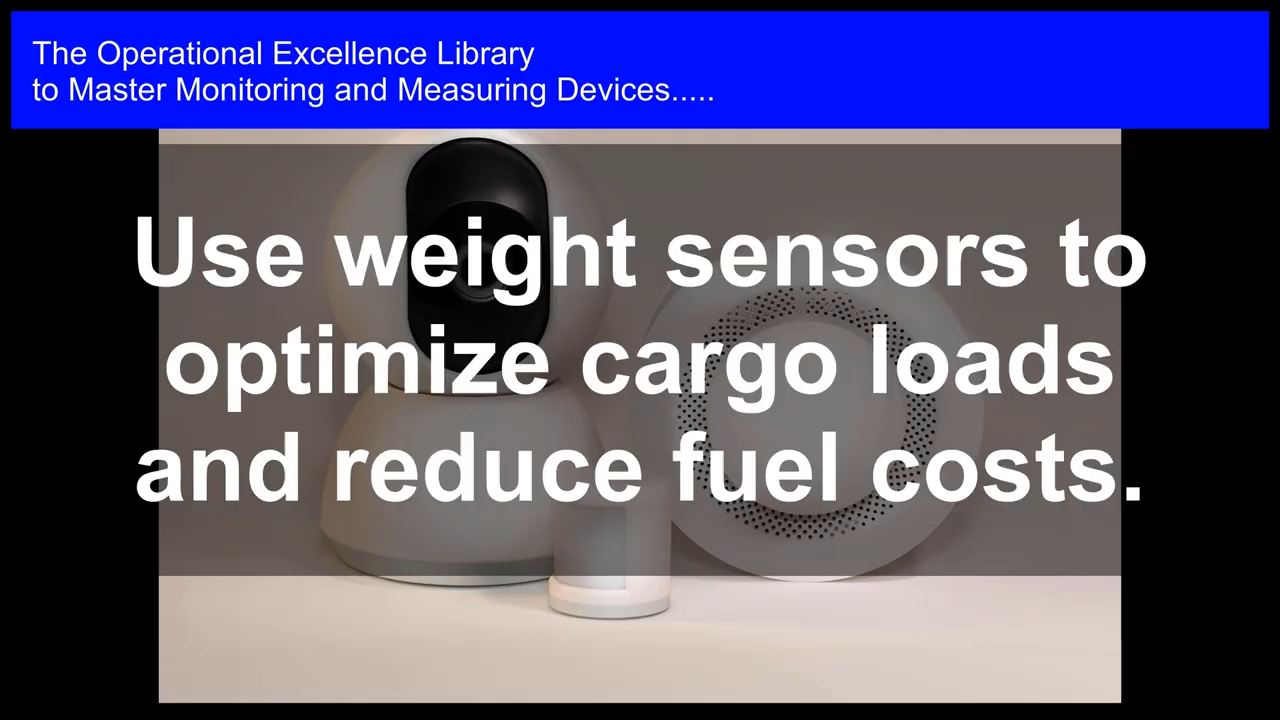 The Operational Excellence Library
to Master Monitoring and Measuring Devices.....
Use weight sensors to
optimize cargo loads
and reduce fuel costs.